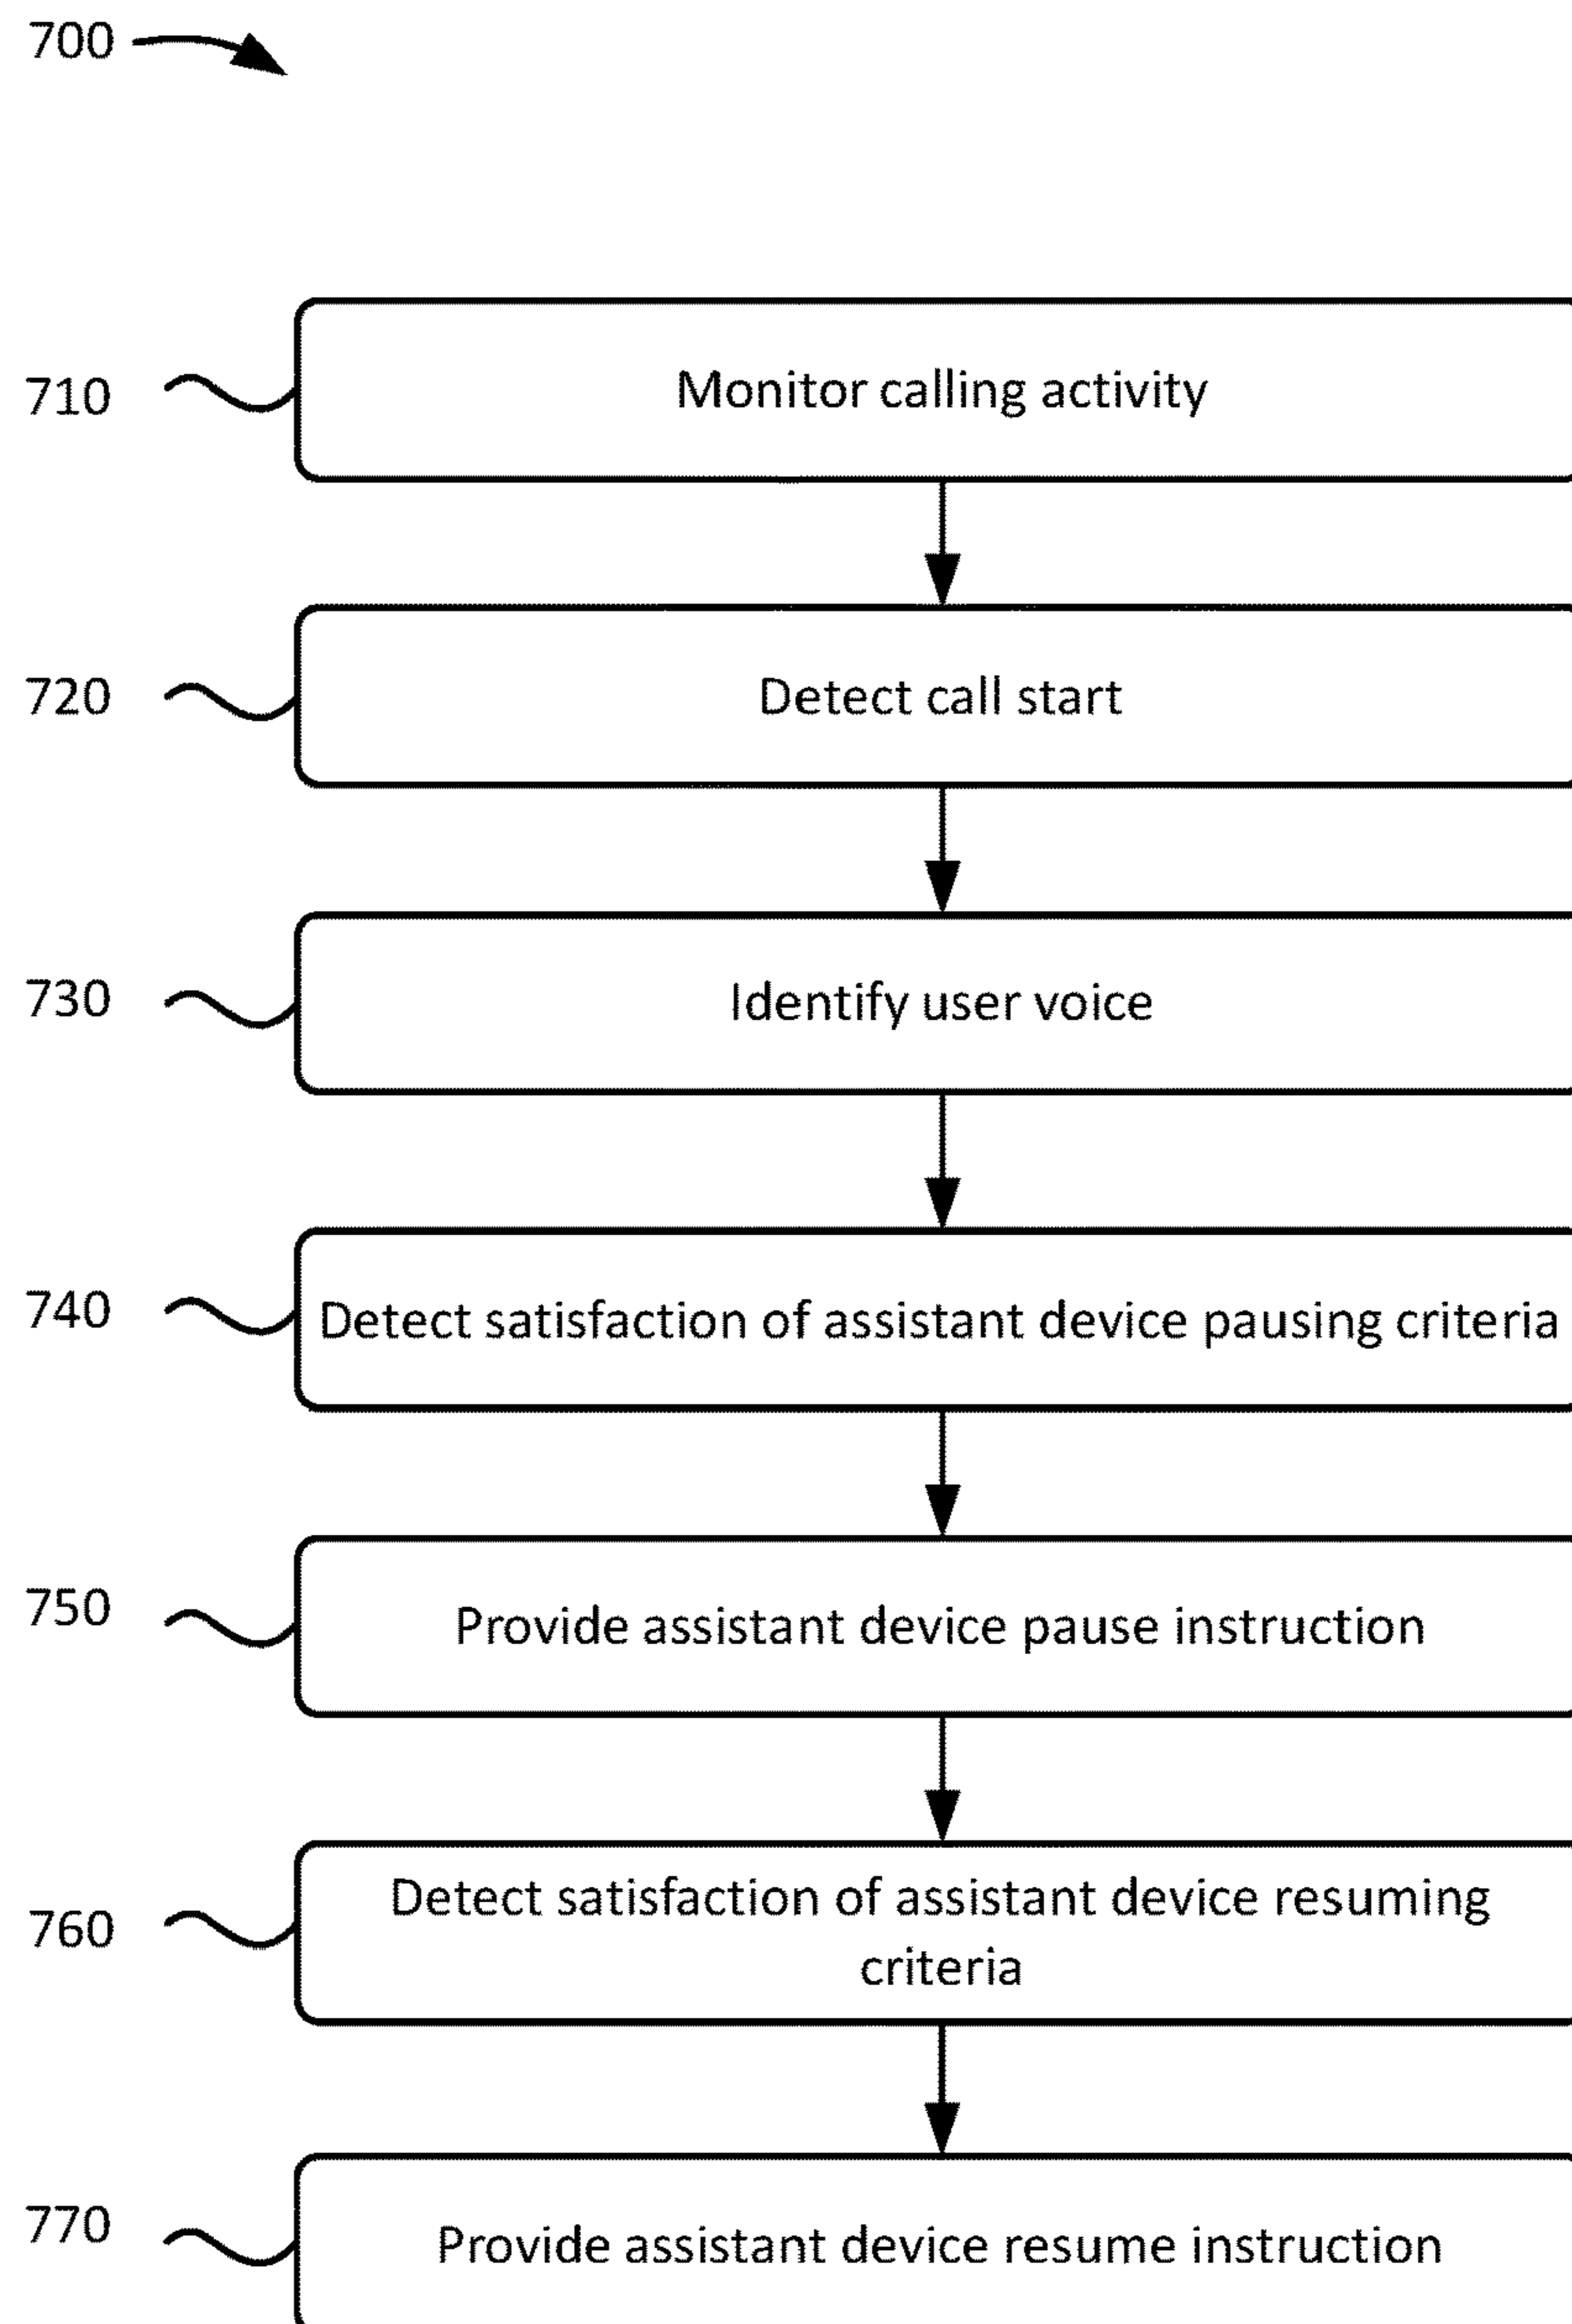 700
710
Monitor calling activity
720
Detect call start
730
Identify user voice
740
Detect satisfaction of assistant device pausing criteria
750
Provide assistant device pause instruction
760
Detect satisfaction of assistant device resuming
criteria
770
Provide assistant device resume instruction